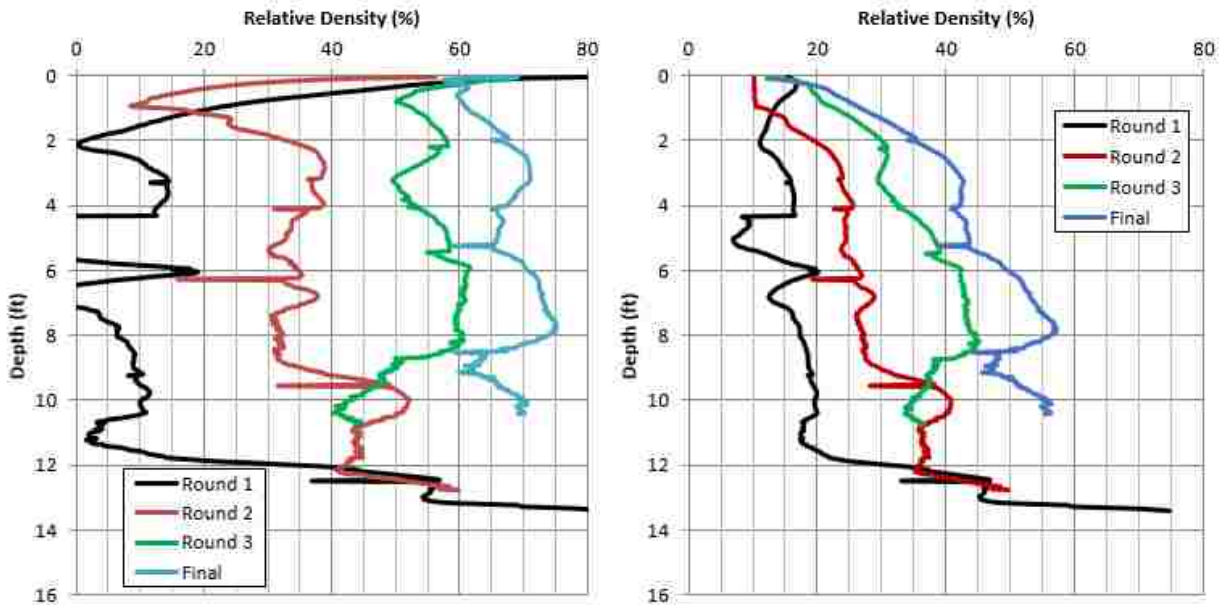 Relative Density (%)
0 20 40 60 80
0
2
4
6
8
10
12
14
16
Depth (ft)
Round 1
Round 2
Round 3
Final
Relative Density (%)
0 20 40 60 80
0
2
4
6
8
10
12
14
16
Depth (ft)
Round 1
Round 2
Round 3
Final